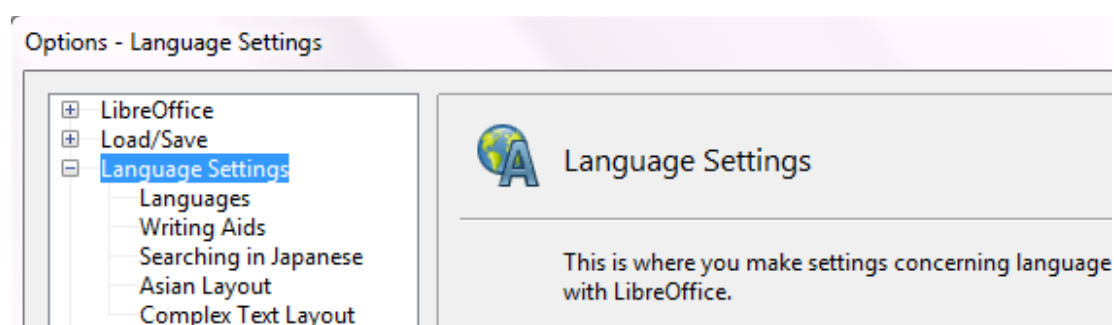 Options - Language Settings
LibreOffice
Load/Save
Language Settings
Languages
Writing Aids
Searching in Japanese
Asian Layout
Complex Text Layout
Language Settings
This is where you make settings concerning language
with LibreOffice.